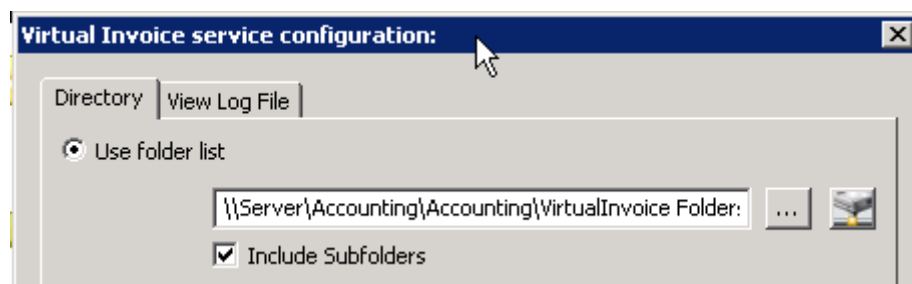 Virtual Invoice service configuration:
Directory View Log File
Use folder list
\\Server\Accounting\Accounting\VirtualInvoice Folder: ...
Include Subfolders